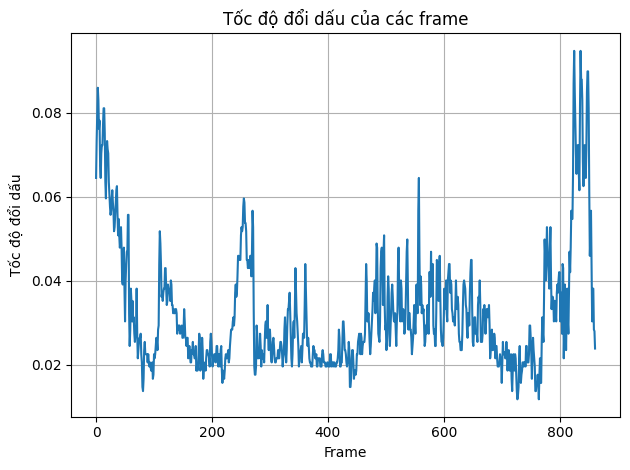 Tốc độ đổi dấu của các frame
Tốc độ đổi dấu
0.08
0.06
0.04
0.02
0 200 400 600 800
Frame